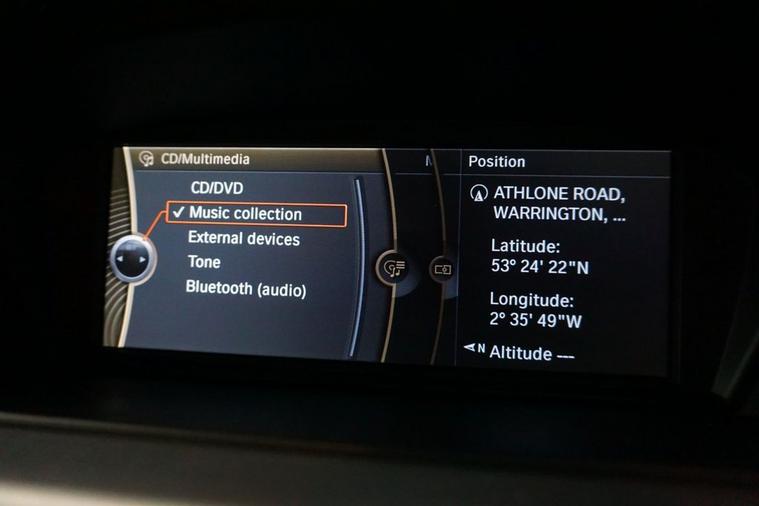 CD/Multimedia
CD/DVD
✓ Music collection
External devices
Tone
Bluetooth (audio)
Position
ATHLONE ROAD,
WARRINGTON, ...
Latitude:
53° 24' 22"N
Longitude:
2° 35' 49"W
N
Altitude ---